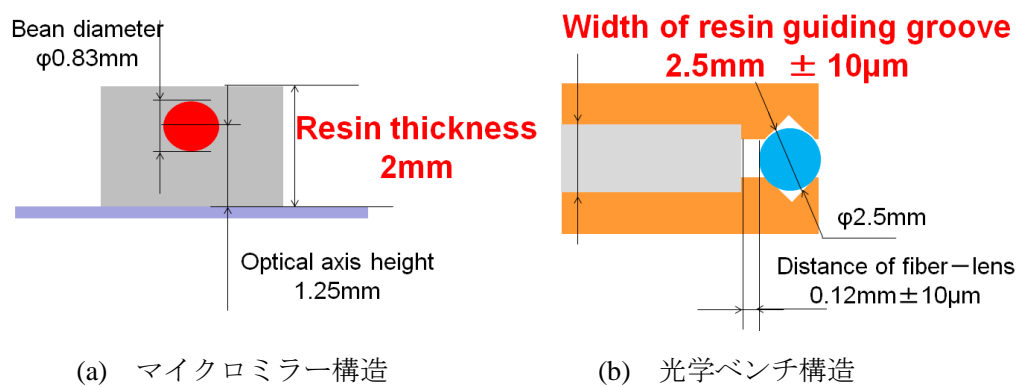 Bean diameter
φ0.83mm
Resin thickness
2mm
Optical axis height
1.25mm
Width of resin guiding groove
2.5mm ±10μm
φ2.5mm
Distance of fiber－lens
0.12mm±10μm
(a) マイクロミラー構造
(b) 光学ベンチ構造